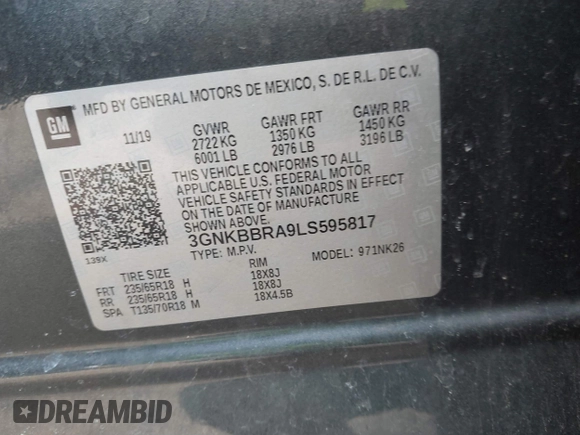 MFD BY GENERAL MOTORS DE MEXICO, S. DE R.L. DE C.V.
GM
11/19 GVWR GAWR FRT GAWR RR
2722 KG 1350 KG 1450 KG
6001 LB 2976 LB 3196 LB
THIS VEHICLE CONFORMS TO ALL
APPLICABLE U.S. FEDERAL MOTOR
VEHICLE SAFETY STANDARDS IN EFFECT
ON THE DATE OF MANUFACTURE
SHOWN ABOVE.
3GNKBBRA9LS595817
139X
TYPE: M.P.V. MODEL: 971NK26
TIRE SIZE RIM
FRT 235/65R18 H 18X8J
RR 235/65R18 H 18X8J
SPA T135/70R18 M 18X4.5B
DREAMBID